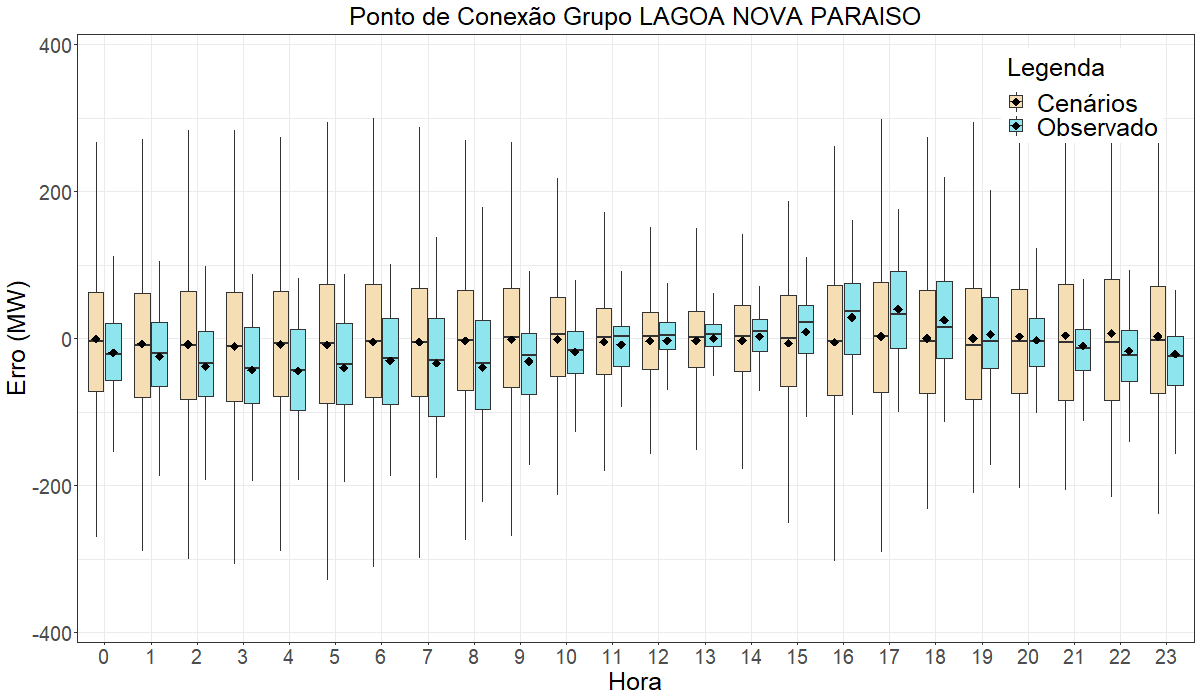 Ponto de Conexão Grupo LAGOA NOVA PARAISO
Legenda
Cenários
Observado
Erro (MW)
400
200
0
-200
-400
0 1 2 3 4 5 6 7 8 9 10 11 12 13 14 15 16 17 18 19 20 21 22 23
Hora